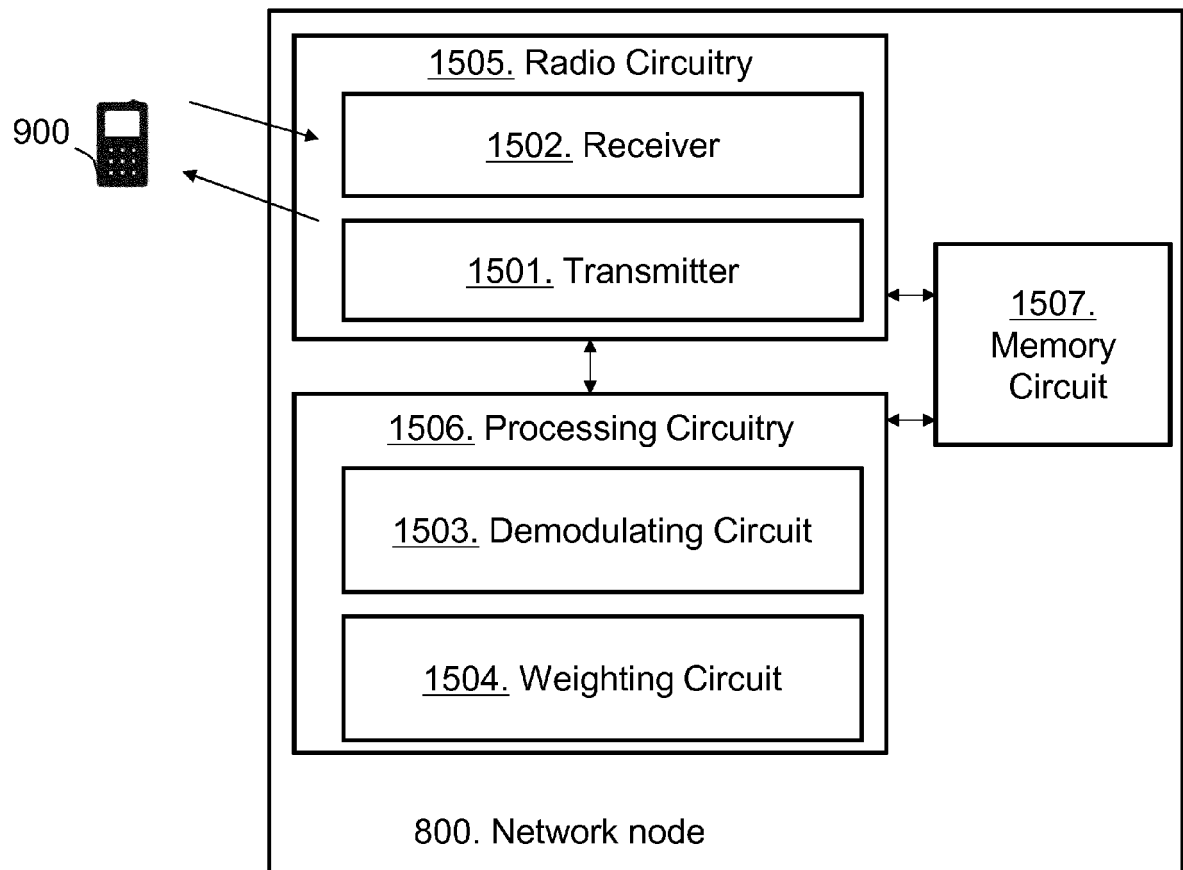 1505. Radio Circuitry
900
1502. Receiver
1501. Transmitter
1507.
Memory
Circuit
1506. Processing Circuitry
1503. Demodulating Circuit
1504. Weighting Circuit
800. Network node